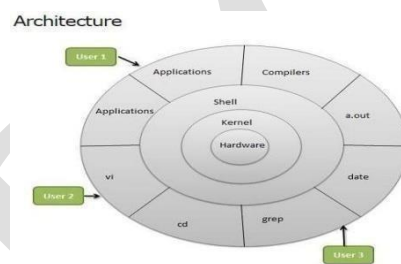 Architecture
User 1
Applications
Compilers
Applications
Shell
a.out
Kernel
Hardware
vi
date
User 2
cd
grep
User 3